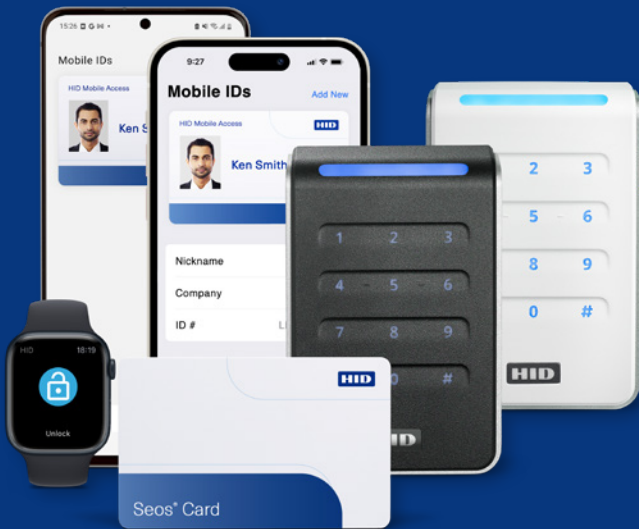 15:26
Mobile IDs
HID Mobile Access
Ken S
9:27
Mobile IDs
Add New
HID Mobile Access
HID
Ken Smith
Nickname
Company
ID #
1 2 3
4 - 5 - 6
7 8 9
0 #
HID
2 3
- 5 - 6
8 9
0 #
HID
HID 18:19
Unlock
HID
Seos® Card